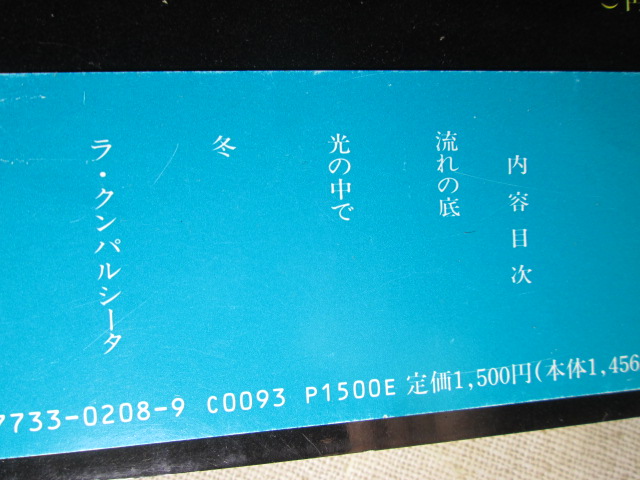 内容目次
流れの底
光の中で
冬
ラ・クンパルシータ
7733-0208-9 C0093 P1500E 定価1,500円(本体1,456